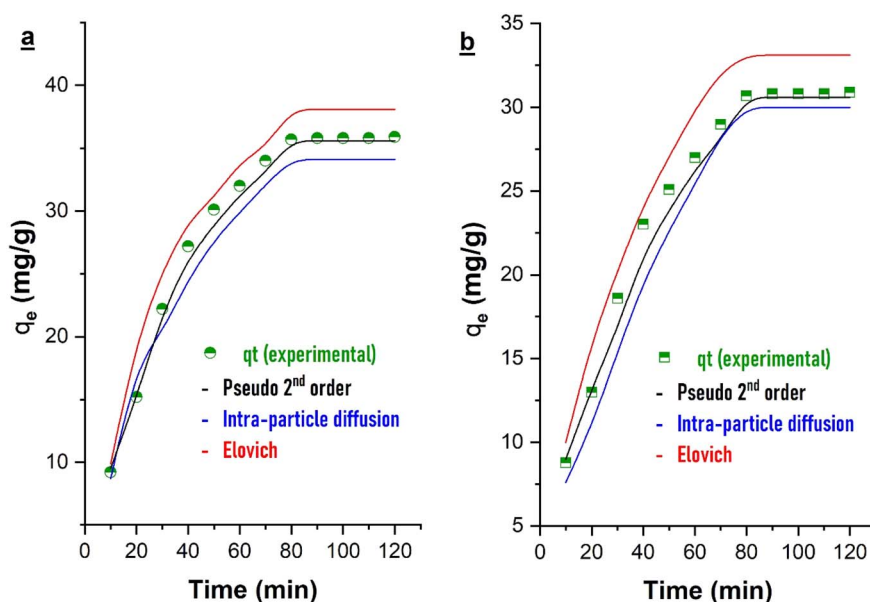 a
qe (mg/g)
40
30
20
10
0 20 40 60 80 100 120
Time (min)
qt (experimental)
- Pseudo 2nd order
- Intra-particle diffusion
- Elovich
b
qe (mg/g)
35
30
25
20
15
10
5
0 20 40 60 80 100 120
Time (min)
qt (experimental)
- Pseudo 2nd order
- Intra-particle diffusion
- Elovich